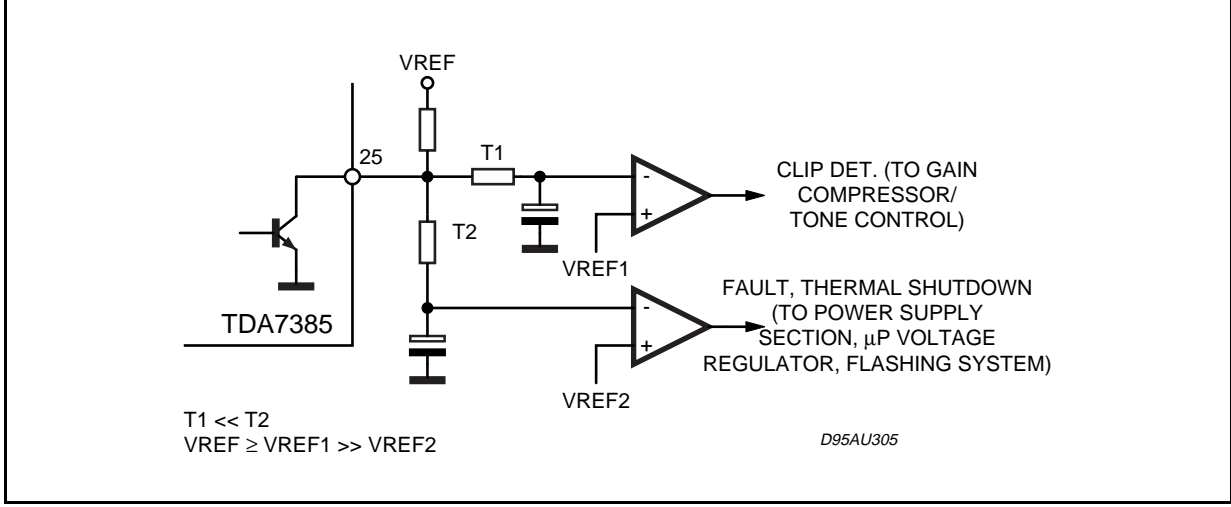 VREF
25
T1
-
+
VREF1
CLIP DET. (TO GAIN
COMPRESSOR/
TONE CONTROL)
T2
-
+
VREF2
FAULT, THERMAL SHUTDOWN
(TO POWER SUPPLY
SECTION, µP VOLTAGE
REGULATOR, FLASHING SYSTEM)
TDA7385
T1 << T2
VREF ≥ VREF1 >> VREF2
D95AU305